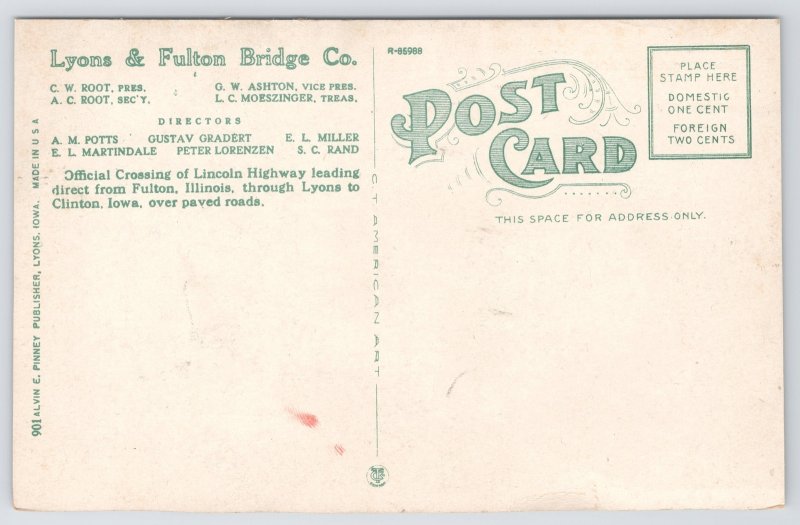 Lyons & Fulton Bridge Co.
C. W. ROOT, PRES. G. W. ASHTON, VICE PRES.
A. C. ROOT, SEC'Y. L. C. MOESZINGER, TREAS.
DIRECTORS
A. M. POTTS GUSTAV GRADERT E. L. MILLER
E. L. MARTINDALE PETER LORENZEN S. C. RAND
Official Crossing of Lincoln Highway leading
direct from Fulton, Illinois, through Lyons to
Clinton, Iowa, over paved roads.
901 ALVIN E. PINNEY PUBLISHER, LYONS, IOWA. MADE IN U S A
C. T. AMERICAN ART
R-86988
POST
CARD
THIS SPACE FOR ADDRESS ONLY.
PLACE
STAMP HERE
DOMESTIC
ONE CENT
FOREIGN
TWO CENTS